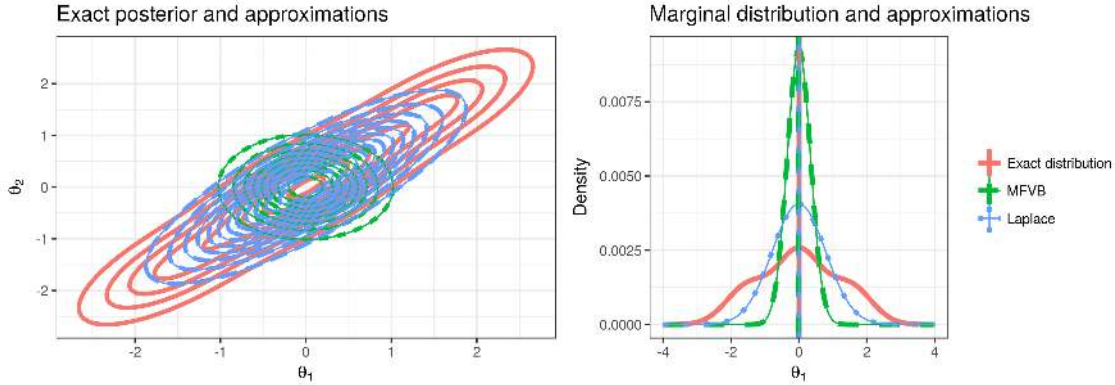 Exact posterior and approximations
2
1
0
-1
-2
θ2
-2
-1
0
1
2
θ1
Marginal distribution and approximations
0.0075
0.0050
0.0025
0.0000
Density
-4
-2
0
2
4
θ1
Exact distribution
MFVB
Laplace